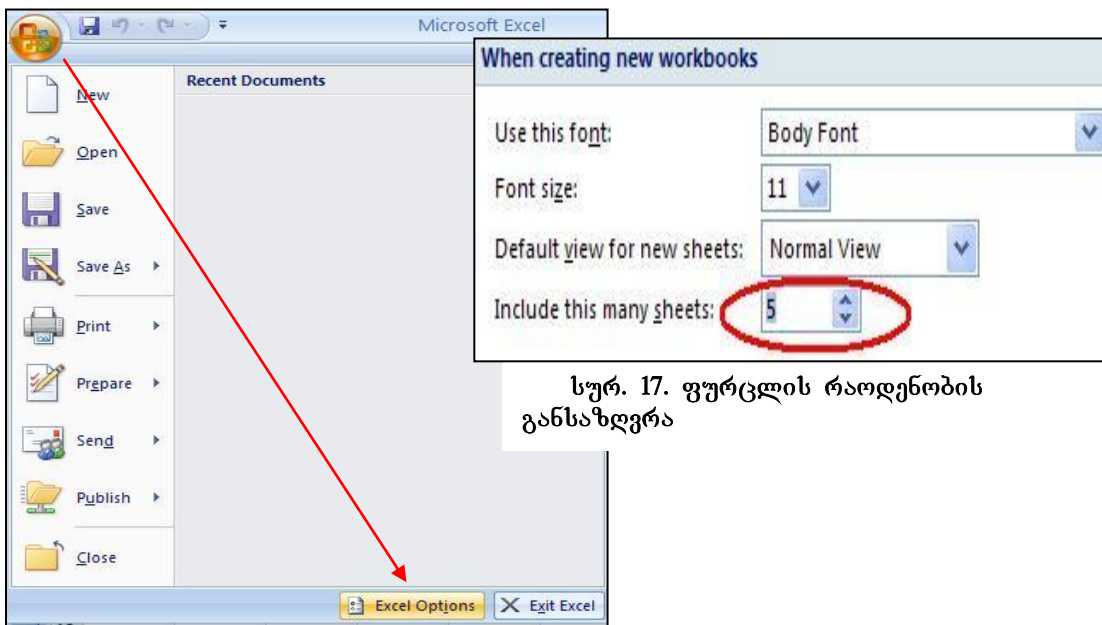 Microsoft Excel
New
Open
Save
Save As
Print
Prepare
Send
Publish
Close
Recent Documents
Excel Options
Exit Excel
When creating new workbooks
Use this font: Body Font
Font size: 11
Default view for new sheets: Normal View
Include this many sheets: 5
სურ. 17. ფურცლის რაოდენობის
განსაზღვრა